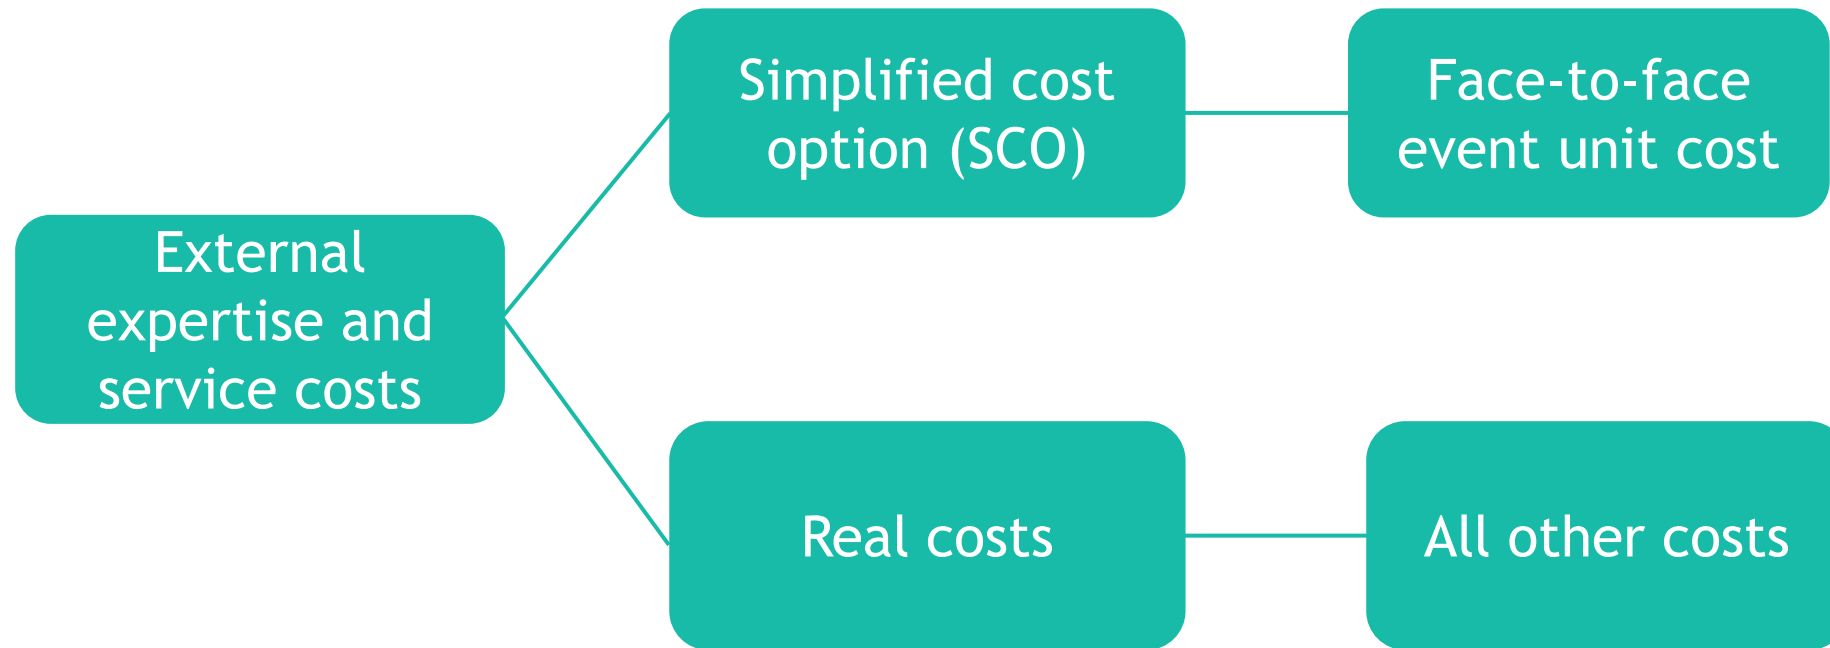 External
expertise and
service costs
Simplified cost
option (SCO)
Face-to-face
event unit cost
Real costs
All other costs